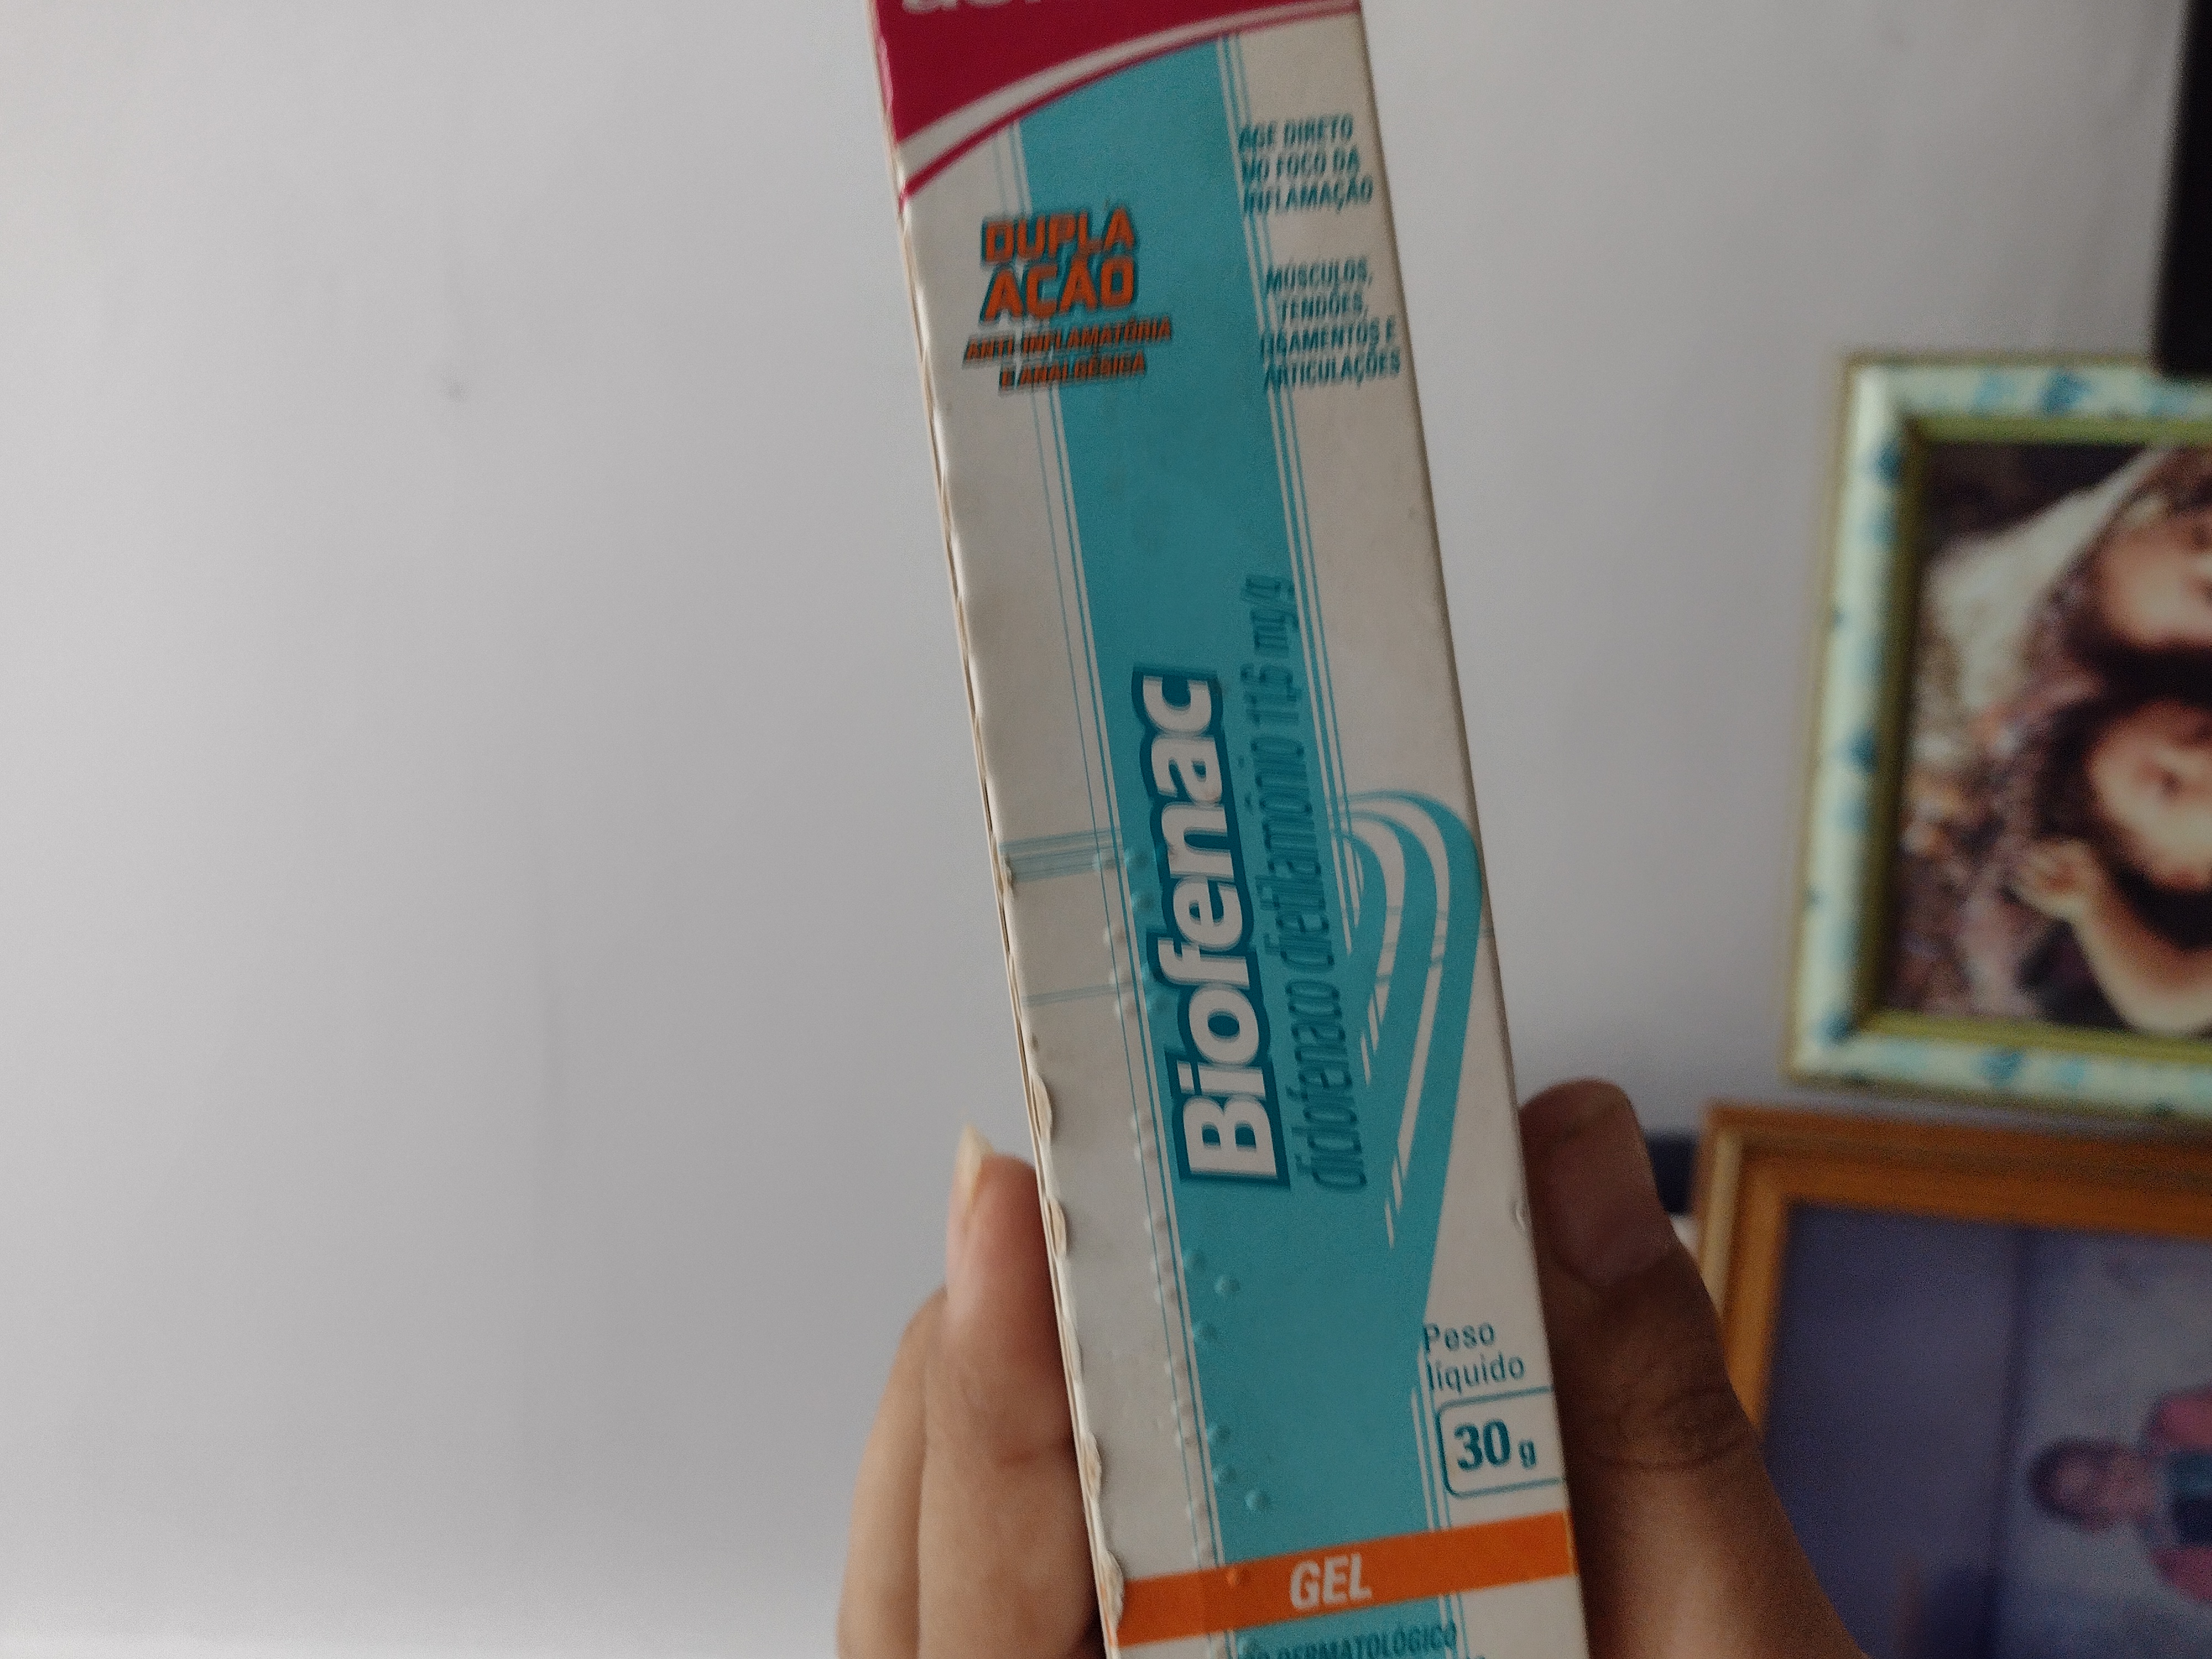 Biofenac
diclofenaco dietilamônio 11,6 mg/g
DUPLA
AÇÃO
ANTI-INFLAMATÓRIA
E ANALGÉSICA
AGE DIRETO
NO FOCO DA
INFLAMAÇÃO
MÚSCULOS,
TENDÕES,
LIGAMENTOS E
ARTICULAÇÕES
GEL
Peso
líquido
30 g
DERMATOLÓGICO